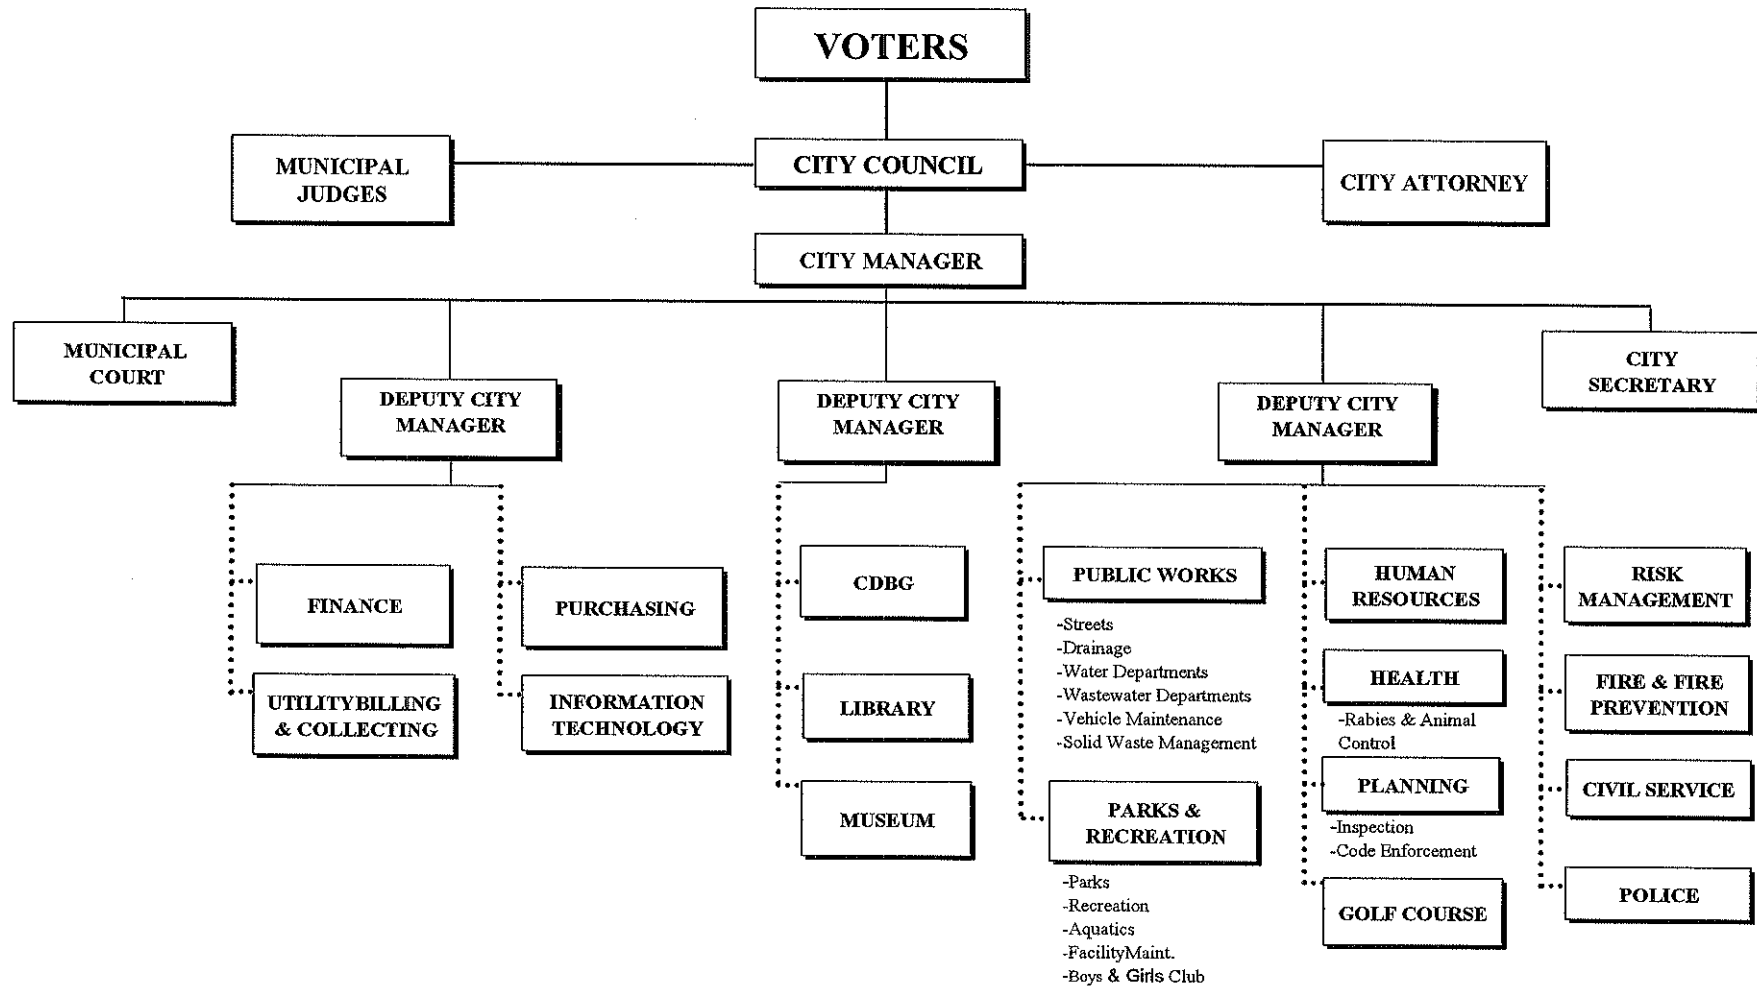 VOTERS
MUNICIPAL
JUDGES
CITY COUNCIL
CITY ATTORNEY
CITY MANAGER
MUNICIPAL
COURT
CITY
SECRETARY
DEPUTY CITY
MANAGER
DEPUTY CITY
MANAGER
DEPUTY CITY
MANAGER
FINANCE
UTILITYBILLING
& COLLECTING
PURCHASING
INFORMATION
TECHNOLOGY
CDBG
LIBRARY
MUSEUM
PUBLIC WORKS
-Streets
-Drainage
-Water Departments
-Wastewater Departments
-Vehicle Maintenance
-Solid Waste Management
PARKS &
RECREATION
-Parks
-Recreation
-Aquatics
-FacilityMaint.
-Boys & Girls Club
HUMAN
RESOURCES
HEALTH
-Rabies & Animal
Control
PLANNING
-Inspection
-Code Enforcement
GOLF COURSE
RISK
MANAGEMENT
FIRE & FIRE
PREVENTION
CIVIL SERVICE
POLICE